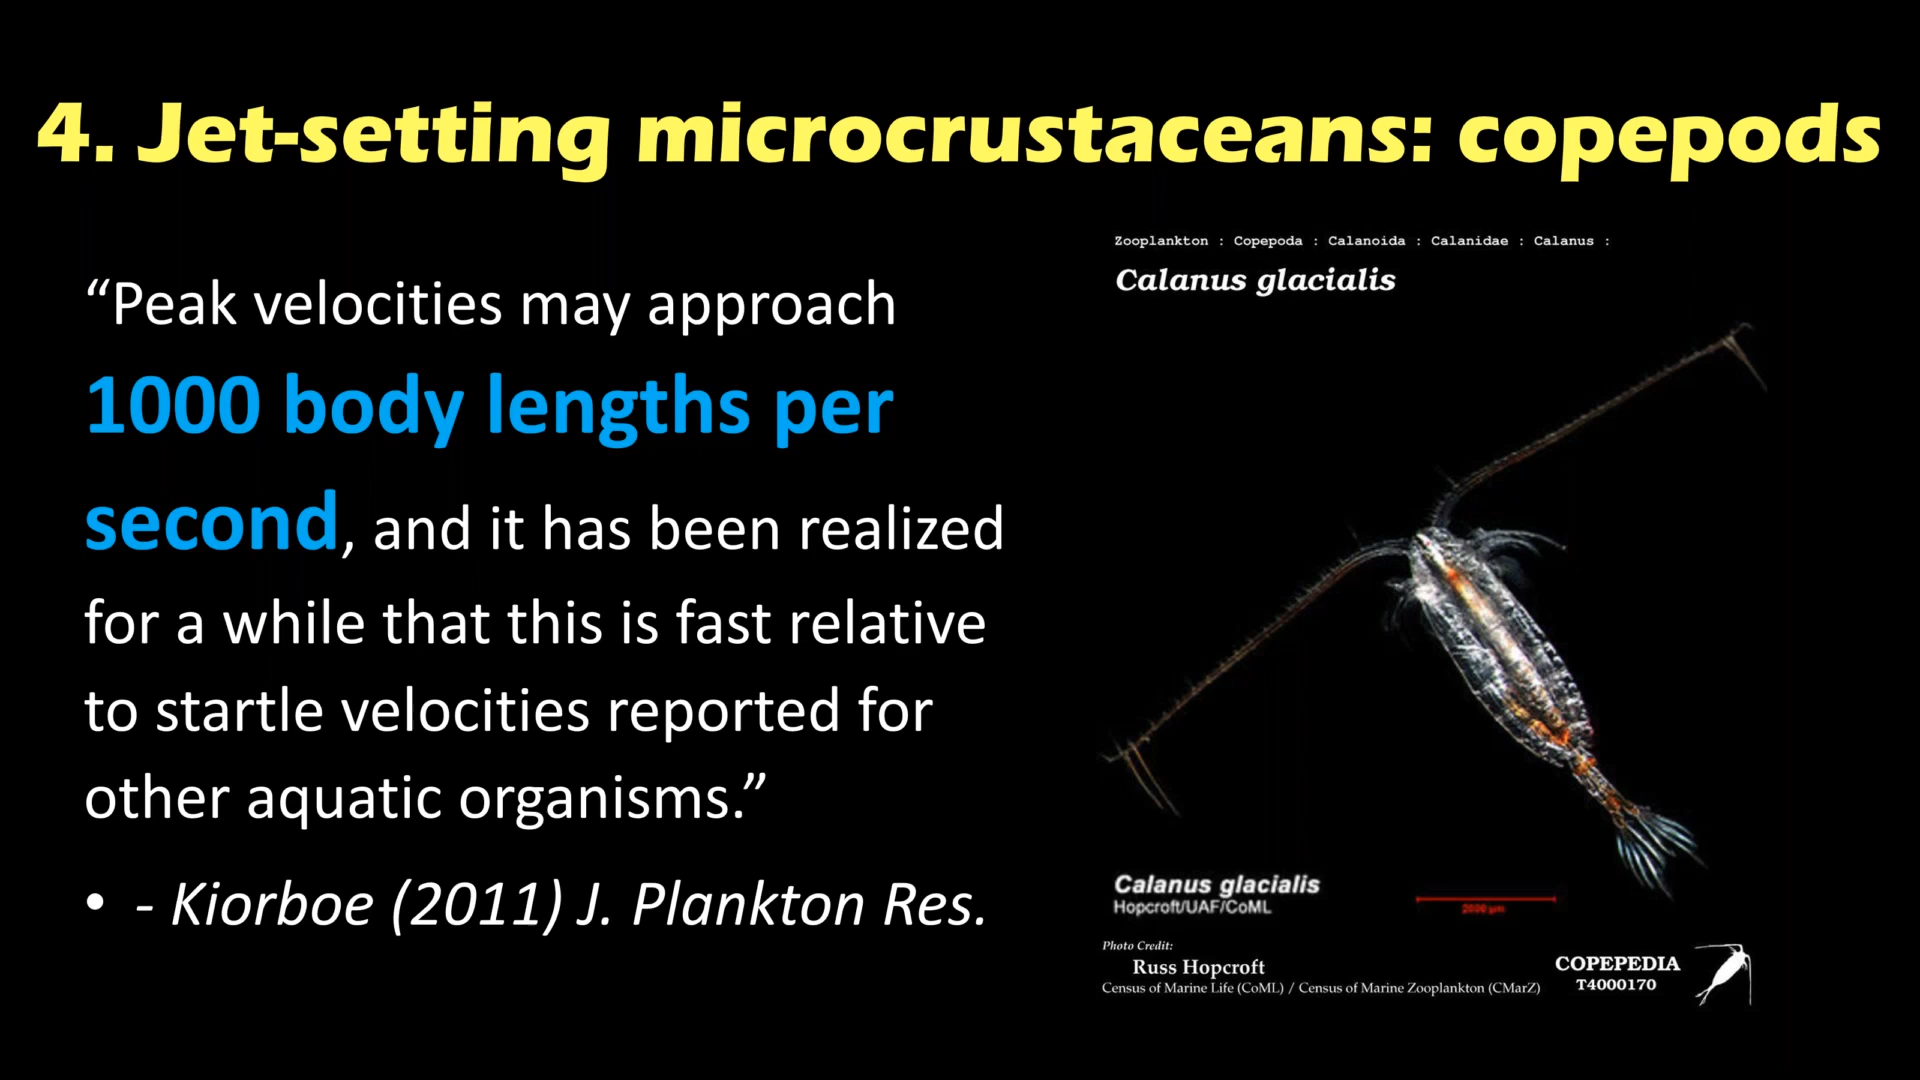 4. Jet-setting microcrustaceans: copepods
“Peak velocities may approach
1000 body lengths per
second, and it has been realized
for a while that this is fast relative
to startle velocities reported for
other aquatic organisms.”
• - Kiorboe (2011) J. Plankton Res.
Zooplankton : Copepoda : Calanoida : Calanidae : Calanus :
Calanus glacialis
Calanus glacialis
Hopcroft/UAF/CoML
2000 µm
Photo Credit:
Russ Hopcroft
Census of Marine Life (CoML) / Census of Marine Zooplankton (CMarZ)
COPEPEDIA
T4000170